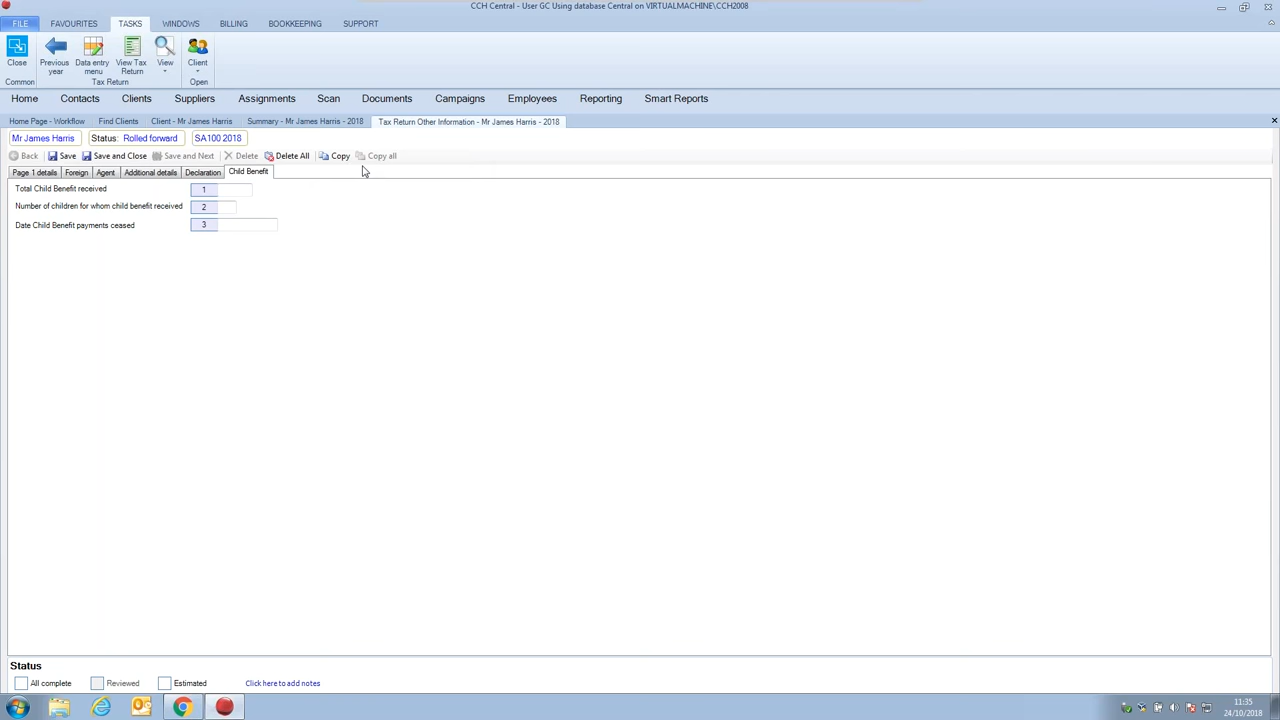 CCH Central - User GC Using database Central on VIRTUALMACHINE\CCH2008
FILE FAVOURITES TASKS WINDOWS BILLING BOOKKEEPING SUPPORT
Close Previous year Data entry menu View Tax Return View Client
Common Tax Return Open
Home Contacts Clients Suppliers Assignments Scan Documents Campaigns Employees Reporting Smart Reports
Home Page - Workflow Find Clients Client - Mr James Harris Summary - Mr James Harris - 2018 Tax Return Other Information - Mr James Harris - 2018
Mr James Harris Status: Rolled forward SA100 2018
Back Save Save and Close Save and Next Delete Delete All Copy Copy all
Page 1 details Foreign Agent Additional details Declaration Child Benefit
Total Child Benefit received 1
Number of children for whom child benefit received 2
Date Child Benefit payments ceased 3
Status
All complete Reviewed Estimated Click here to add notes
11:35
24/10/2018